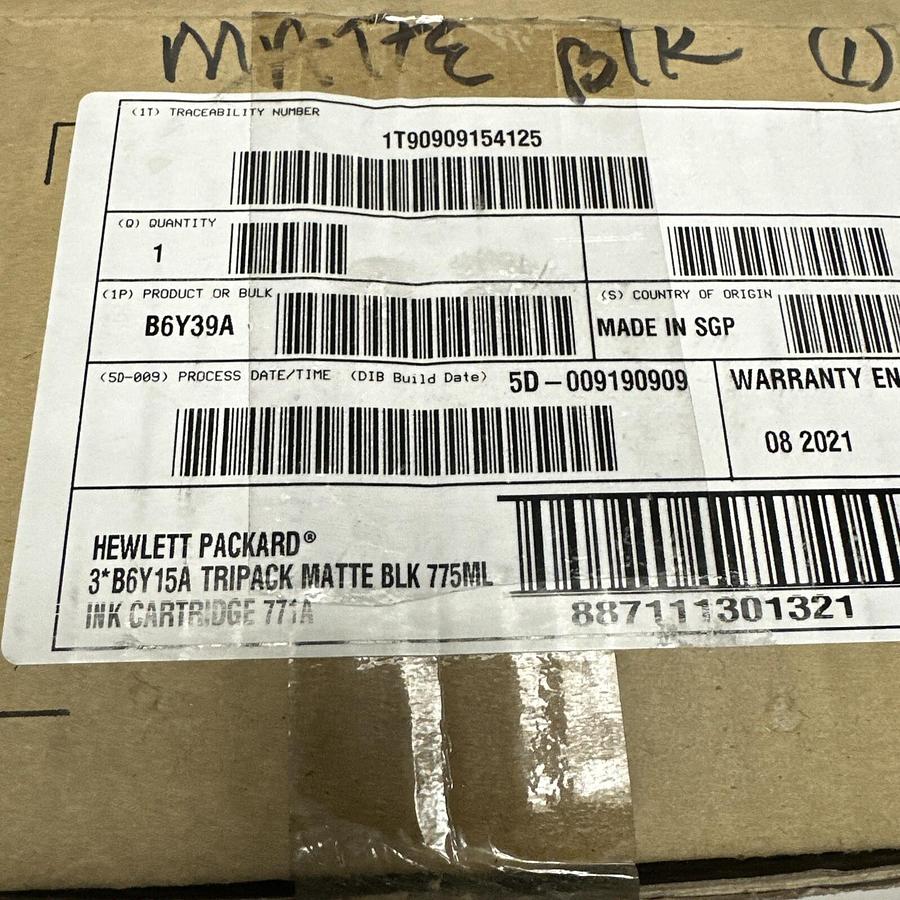 MATTE BLK (1)
(1T) TRACEABILITY NUMBER
1T90909154125
(Q) QUANTITY
1
(1P) PRODUCT OR BULK
B6Y39A
(S) COUNTRY OF ORIGIN
MADE IN SGP
(5D-009) PROCESS DATE/TIME (DIB Build Date) 5D-009190909
WARRANTY EN
08 2021
HEWLETT PACKARD®
3*B6Y15A TRIPACK MATTE BLK 775ML
INK CARTRIDGE 771A
887111301321